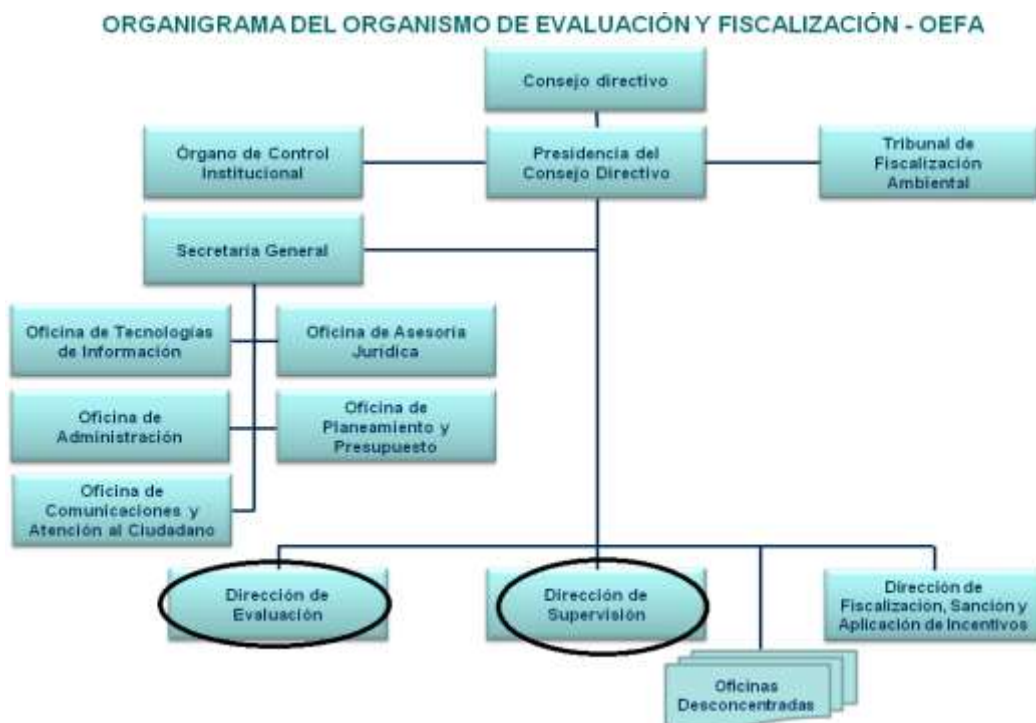 ORGANIGRAMA DEL ORGANISMO DE EVALUACIÓN Y FISCALIZACIÓN - OEFA
Consejo directivo
Órgano de Control
Institucional
Presidencia del
Consejo Directivo
Tribunal de
Fiscalización
Ambiental
Secretaría General
Oficina de Tecnologías
de Información
Oficina de Asesoría
Jurídica
Oficina de
Administración
Oficina de
Planeamiento y
Presupuesto
Oficina de
Comunicaciones y
Atención al Ciudadano
Dirección de
Evaluación
Dirección de
Supervisión
Dirección de
Fiscalización, Sanción y
Aplicación de Incentivos
Oficinas
Desconcentradas